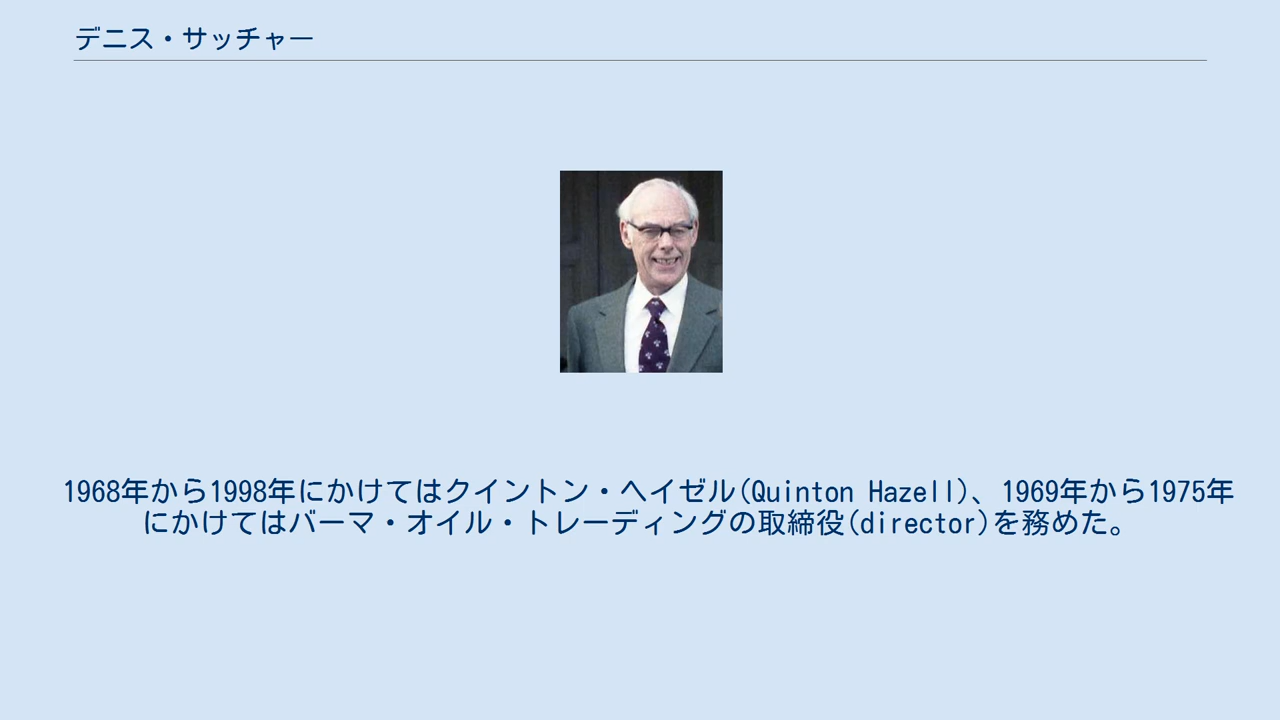 デニス・サッチャー
1968年から1998年にかけてはクイントン・ヘイゼル(Quinton Hazell)、1969年から1975年
にかけてはバーマ・オイル・トレーディングの取締役(director)を務めた。